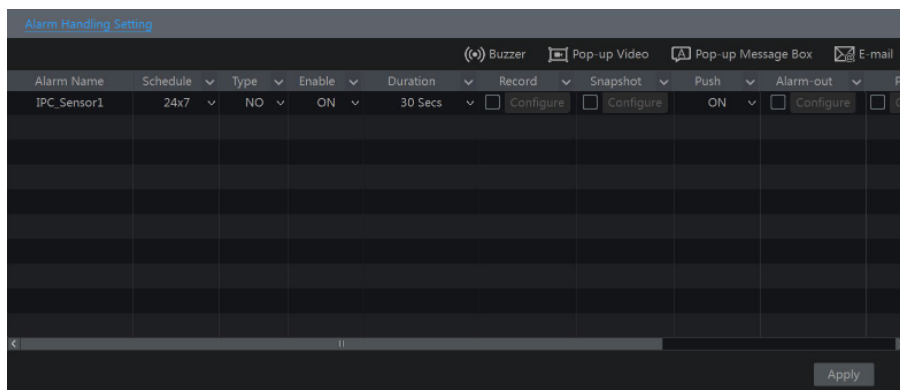 Alarm Handling Setting
Buzzer Pop-up Video Pop-up Message Box E-mail
Alarm Name Schedule Type Enable Duration Record Snapshot Push Alarm-out
IPC_Sensor1 24x7 NO ON 30 Secs Configure Configure ON Configure
Apply